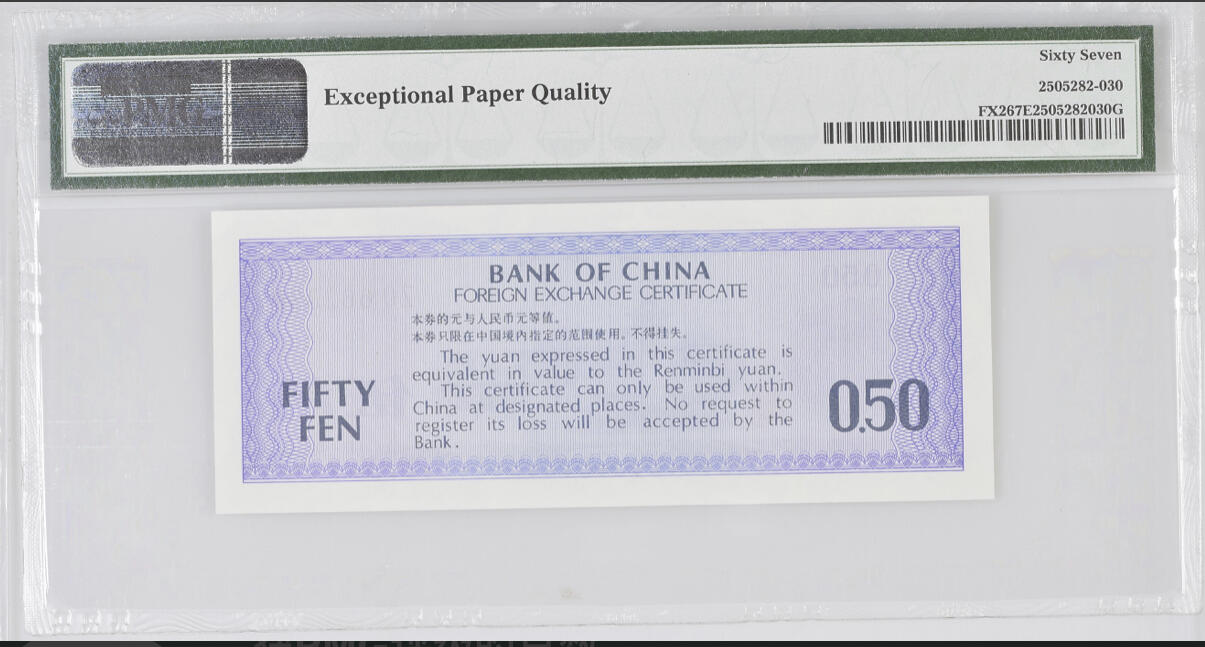 Sixty Seven
Exceptional Paper Quality
2505282-030
FX267E2505282030G
BANK OF CHINA
FOREIGN EXCHANGE CERTIFICATE
本券的元与人民币元等值。
本券只限在中国境内指定的范围使用。不得挂失。
The yuan expressed in this certificate is
equivalent in value to the Renminbi yuan.
This certificate can only be used within
China at designated places. No request to
register its loss will be accepted by the
Bank.
FIFTY
FEN
0.50